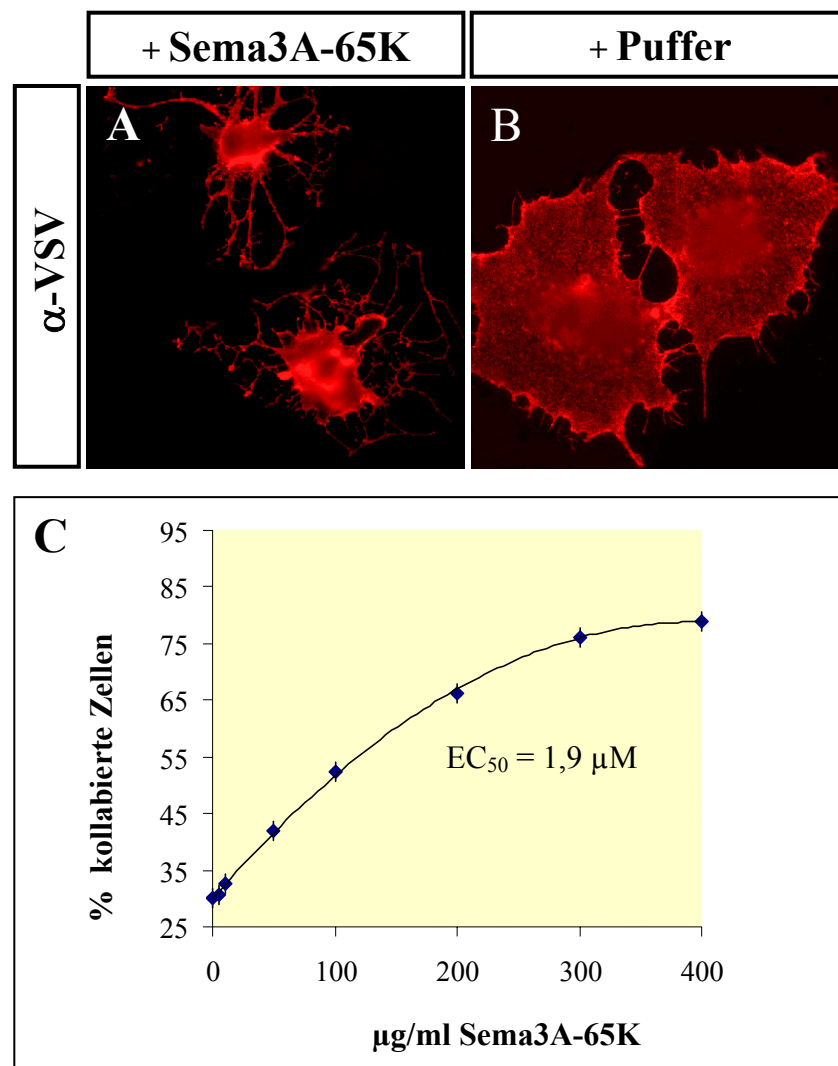 + Sema3A-65K
+ Puffer
α-VSV
A
B
C
95
85
75
65
55
45
35
25
% kollabierte Zellen
EC₅₀ = 1,9 µM
0 100 200 300 400
µg/ml Sema3A-65K